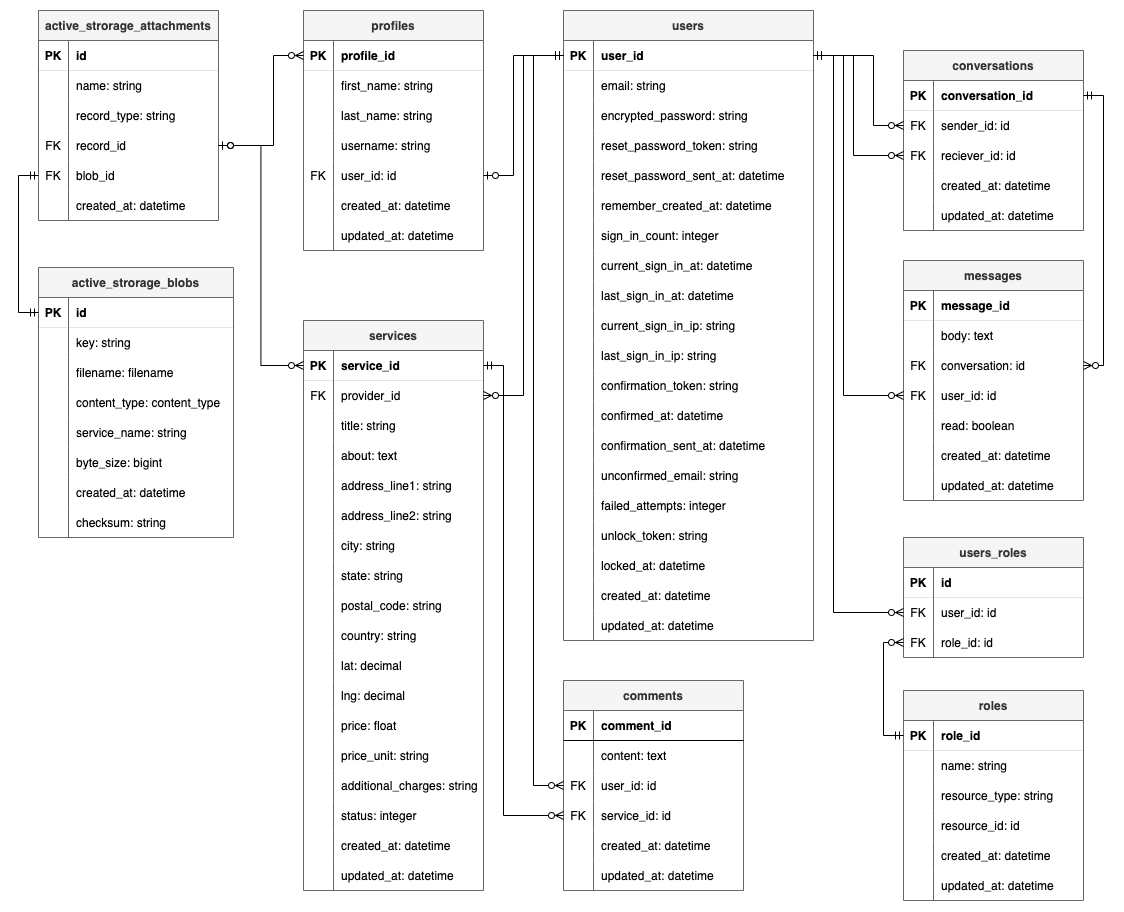 active_strorage_attachments
PK id
name: string
record_type: string
FK record_id
FK blob_id
created_at: datetime
active_strorage_blobs
PK id
key: string
filename: filename
content_type: content_type
service_name: string
byte_size: bigint
created_at: datetime
checksum: string
profiles
PK profile_id
first_name: string
last_name: string
username: string
FK user_id: id
created_at: datetime
updated_at: datetime
services
PK service_id
FK provider_id
title: string
about: text
address_line1: string
address_line2: string
city: string
state: string
postal_code: string
country: string
lat: decimal
lng: decimal
price: float
price_unit: string
additional_charges: string
status: integer
created_at: datetime
updated_at: datetime
users
PK user_id
email: string
encrypted_password: string
reset_password_token: string
reset_password_sent_at: datetime
remember_created_at: datetime
sign_in_count: integer
current_sign_in_at: datetime
last_sign_in_at: datetime
current_sign_in_ip: string
last_sign_in_ip: string
confirmation_token: string
confirmed_at: datetime
confirmation_sent_at: datetime
unconfirmed_email: string
failed_attempts: integer
unlock_token: string
locked_at: datetime
created_at: datetime
updated_at: datetime
comments
PK comment_id
content: text
FK user_id: id
FK service_id: id
created_at: datetime
updated_at: datetime
conversations
PK conversation_id
FK sender_id: id
FK reciever_id: id
created_at: datetime
updated_at: datetime
messages
PK message_id
body: text
FK conversation: id
FK user_id: id
read: boolean
created_at: datetime
updated_at: datetime
users_roles
PK id
FK user_id: id
FK role_id: id
roles
PK role_id
name: string
resource_type: string
resource_id: id
created_at: datetime
updated_at: datetime